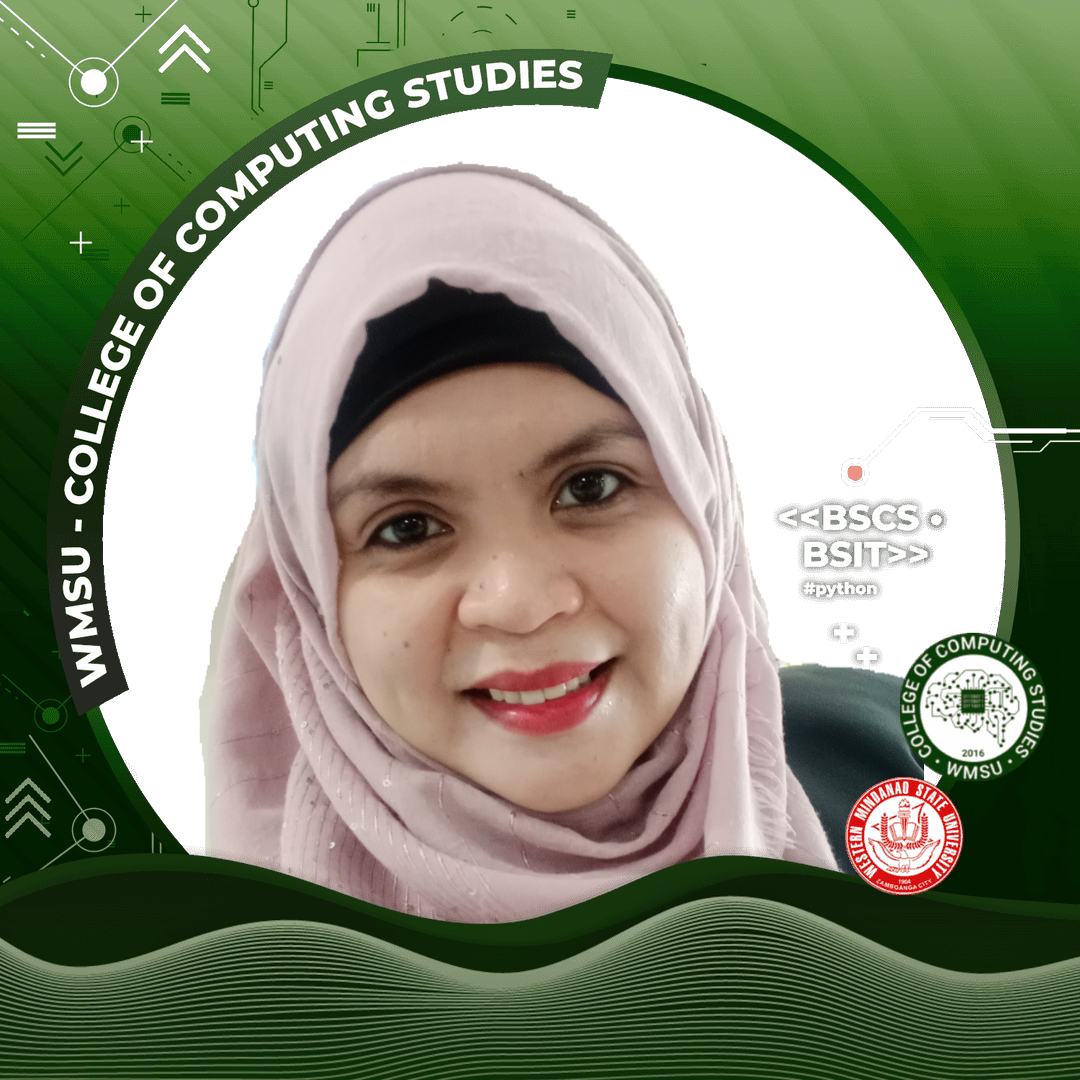 WMSU - COLLEGE OF COMPUTING STUDIES
<<BSCS •
BSIT>>
#python
COLLEGE OF COMPUTING STUDIES
2016
• WMSU •
WESTERN MINDANAO STATE UNIVERSITY
1904
ZAMBOANGA CITY